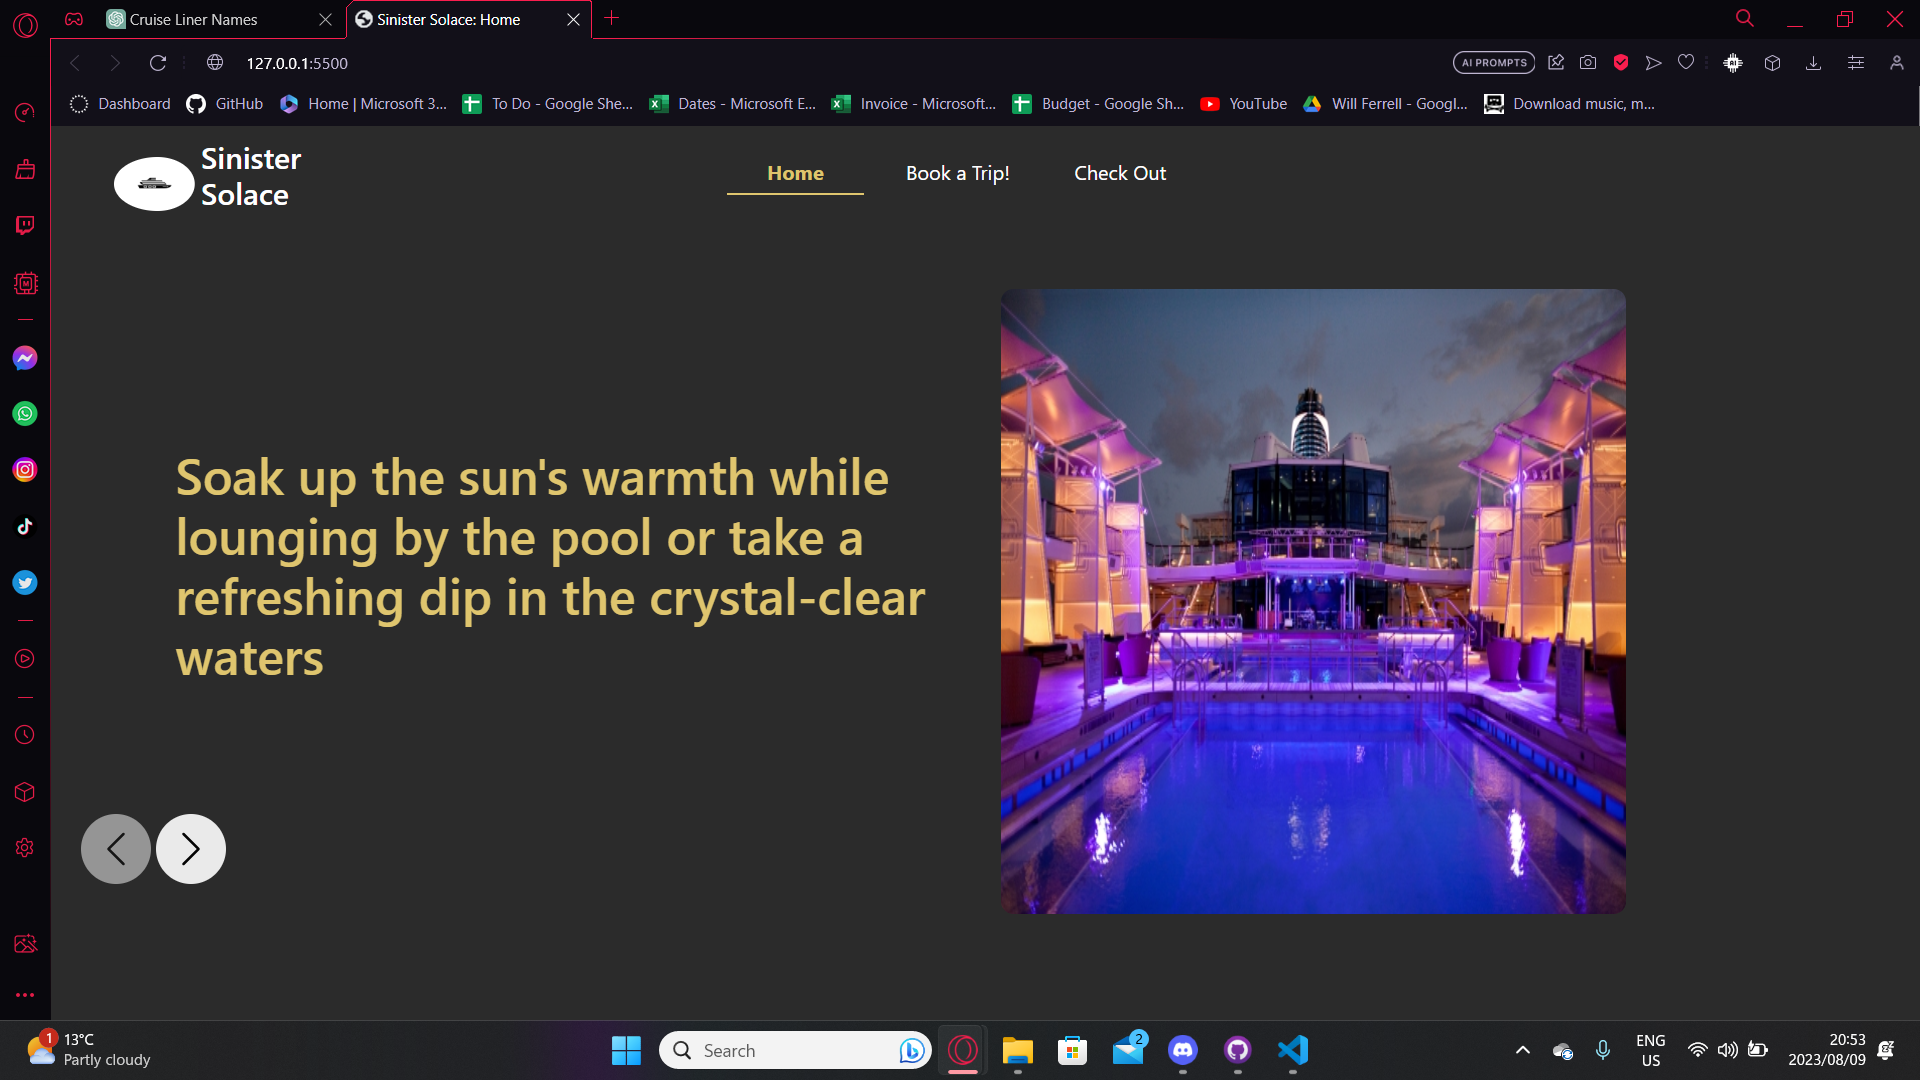 Cruise Liner Names
Sinister Solace: Home
127.0.0.1:5500
AI PROMPTS
Dashboard
GitHub
Home | Microsoft 3...
To Do - Google She...
Dates - Microsoft E...
Invoice - Microsoft...
Budget - Google Sh...
YouTube
Will Ferrell - Googl...
Download music, m...
Sinister
Solace
Home
Book a Trip!
Check Out
Soak up the sun's warmth while
lounging by the pool or take a
refreshing dip in the crystal-clear
waters
1
13°C
Partly cloudy
Search
2
ENG
US
20:53
2023/08/09